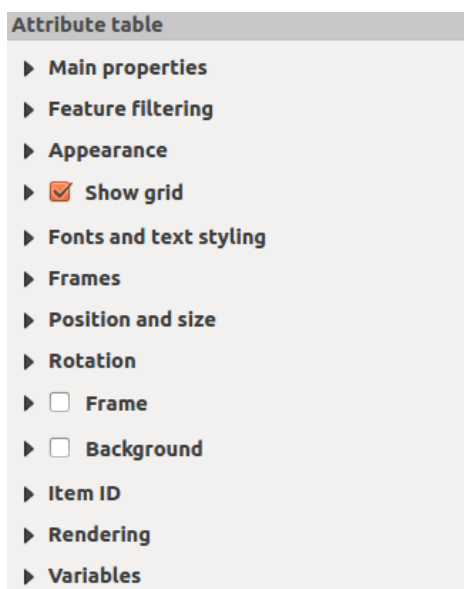 Attribute table
Main properties
Feature filtering
Appearance
Show grid
Fonts and text styling
Frames
Position and size
Rotation
Frame
Background
Item ID
Rendering
Variables